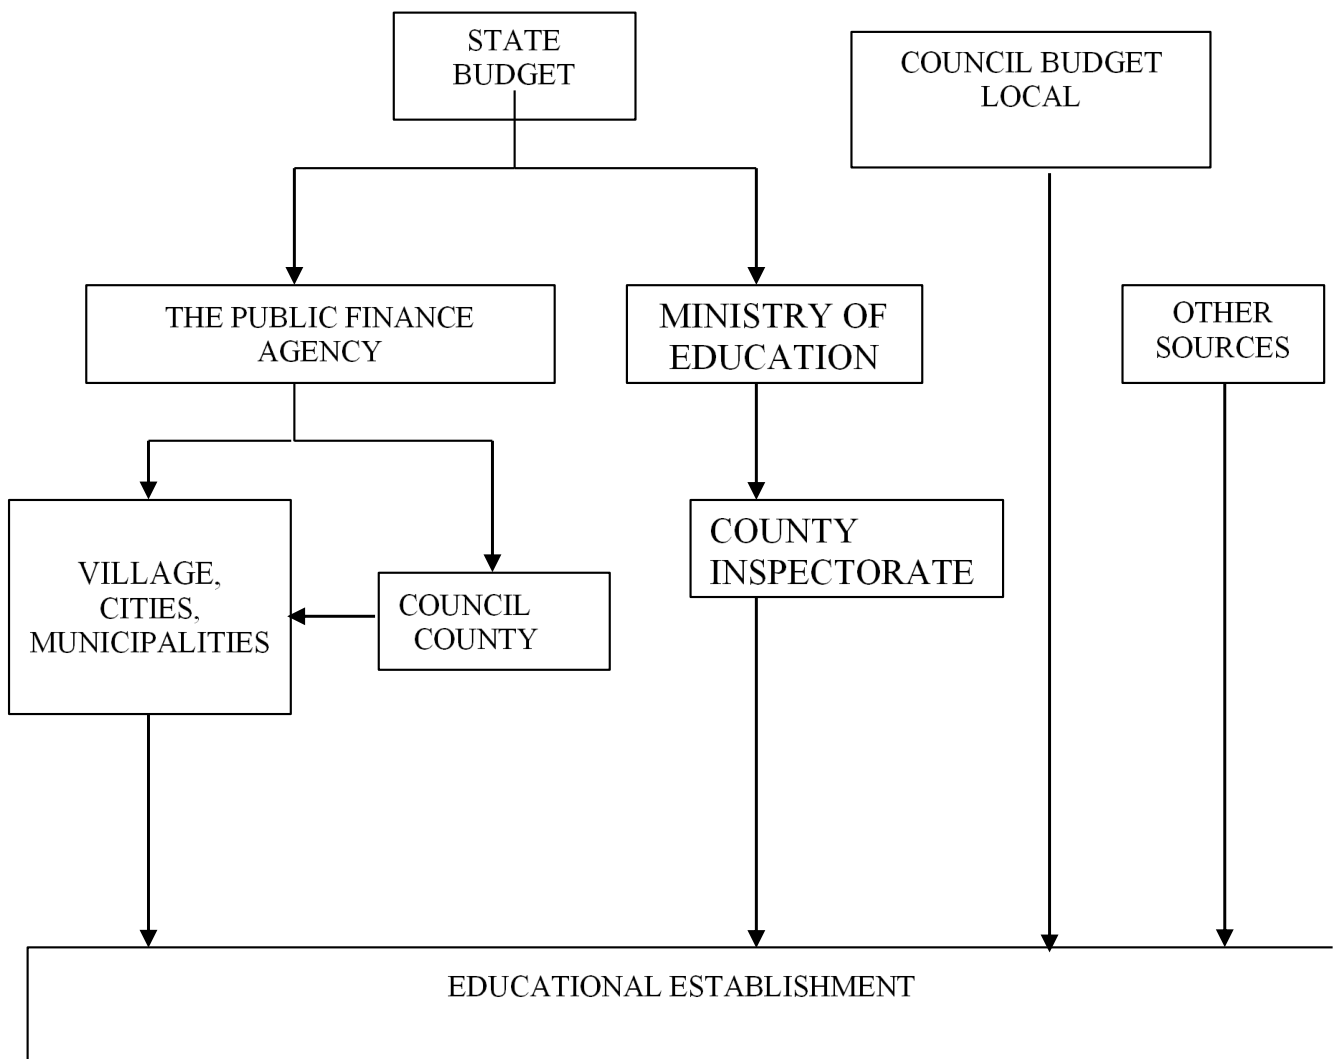 STATE
BUDGET
COUNCIL BUDGET
LOCAL
THE PUBLIC FINANCE
AGENCY
MINISTRY OF
EDUCATION
OTHER
SOURCES
VILLAGE,
CITIES,
MUNICIPALITIES
COUNCIL
COUNTY
COUNTY
INSPECTORATE
EDUCATIONAL ESTABLISHMENT